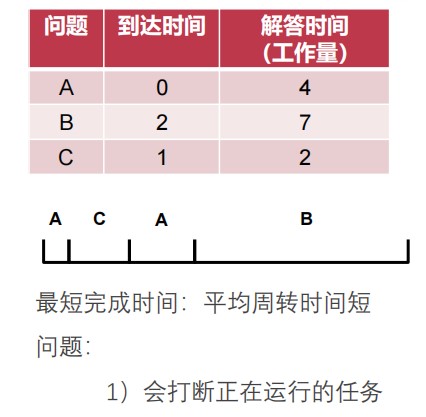 问题 到达时间 解答时间
（工作量）
A 0 4
B 2 7
C 1 2
A C A B
最短完成时间：平均周转时间短
问题：
1）会打断正在运行的任务